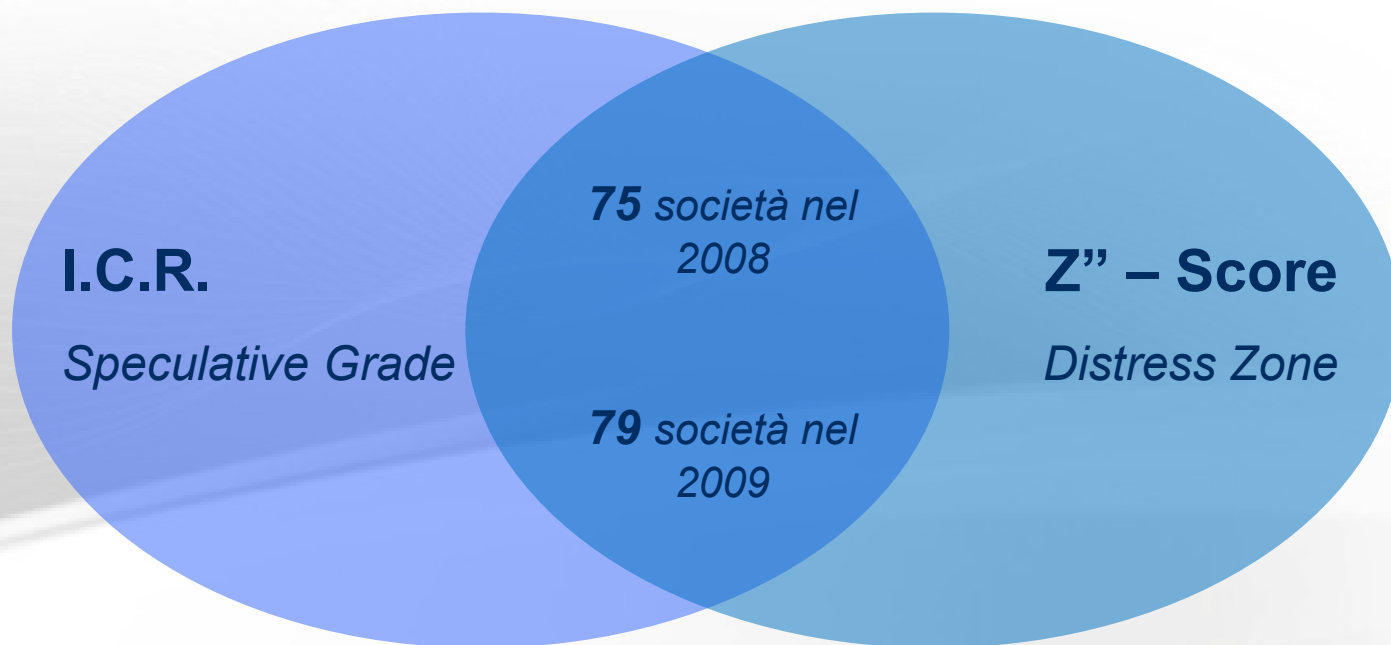 I.C.R.
Speculative Grade
75 società nel
2008
79 società nel
2009
Z” – Score
Distress Zone